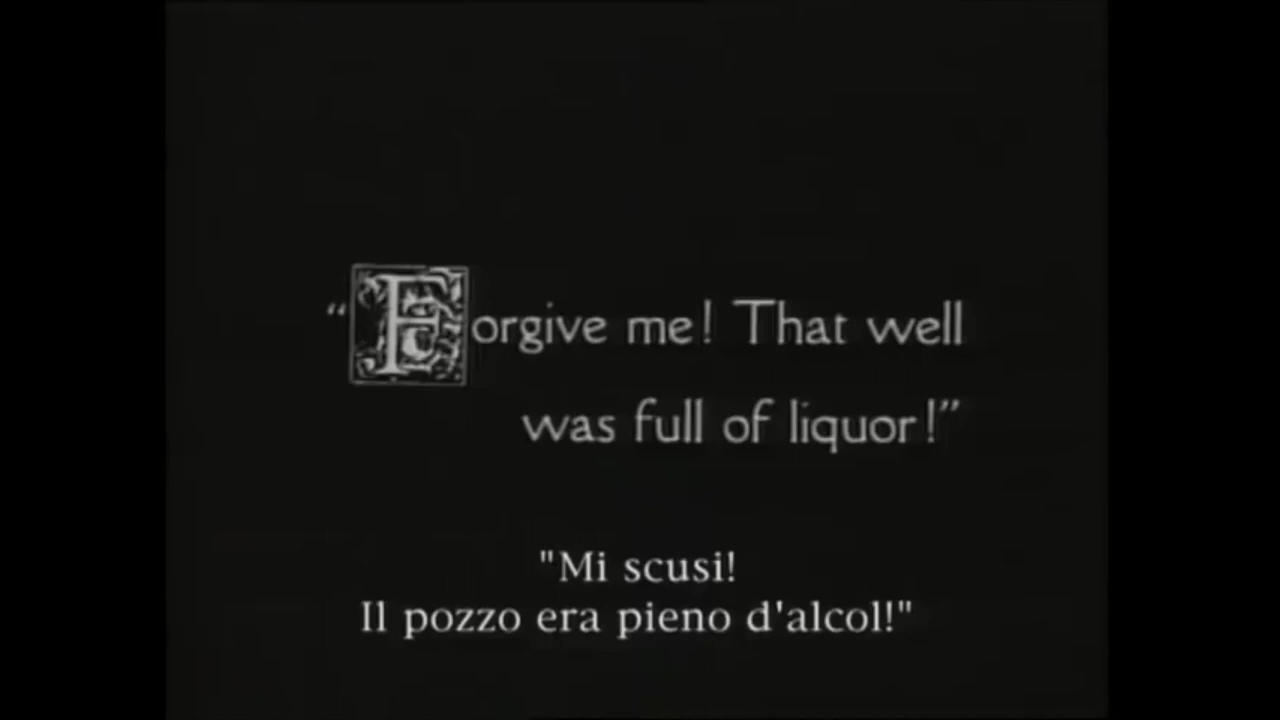 “Forgive me! That well
was full of liquor!”
"Mi scusi!
Il pozzo era pieno d'alcol!"